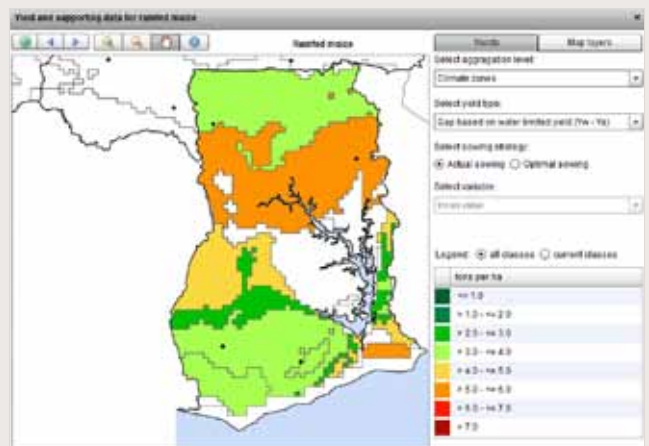 Yield and supporting data for rainfed maize
Rainfed maize
Map layers
Select aggregation level:
Climate zones
Select yield type:
Gap based on water limited yield (Yw - Ya)
Select sowing strategy:
Actual sowing Optimal sowing
Select variable:
Mean value
Legend: all classes current classes
tons per ha
<= 1.0
> 1.0 - <= 2.0
> 2.0 - <= 3.0
> 3.0 - <= 4.0
> 4.0 - <= 5.0
> 5.0 - <= 6.0
> 6.0 - <= 7.0
> 7.0